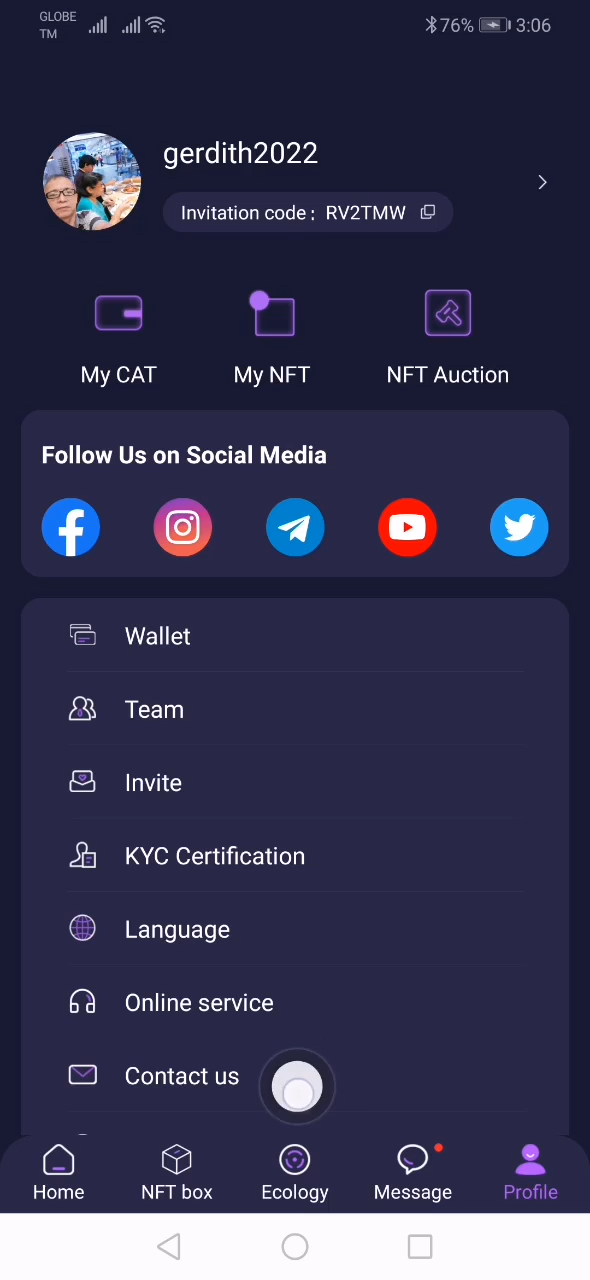 GLOBE
TM
76% 3:06
gerdith2022
Invitation code : RV2TMW
My CAT
My NFT
NFT Auction
Follow Us on Social Media
Wallet
Team
Invite
KYC Certification
Language
Online service
Contact us
Home
NFT box
Ecology
Message
Profile